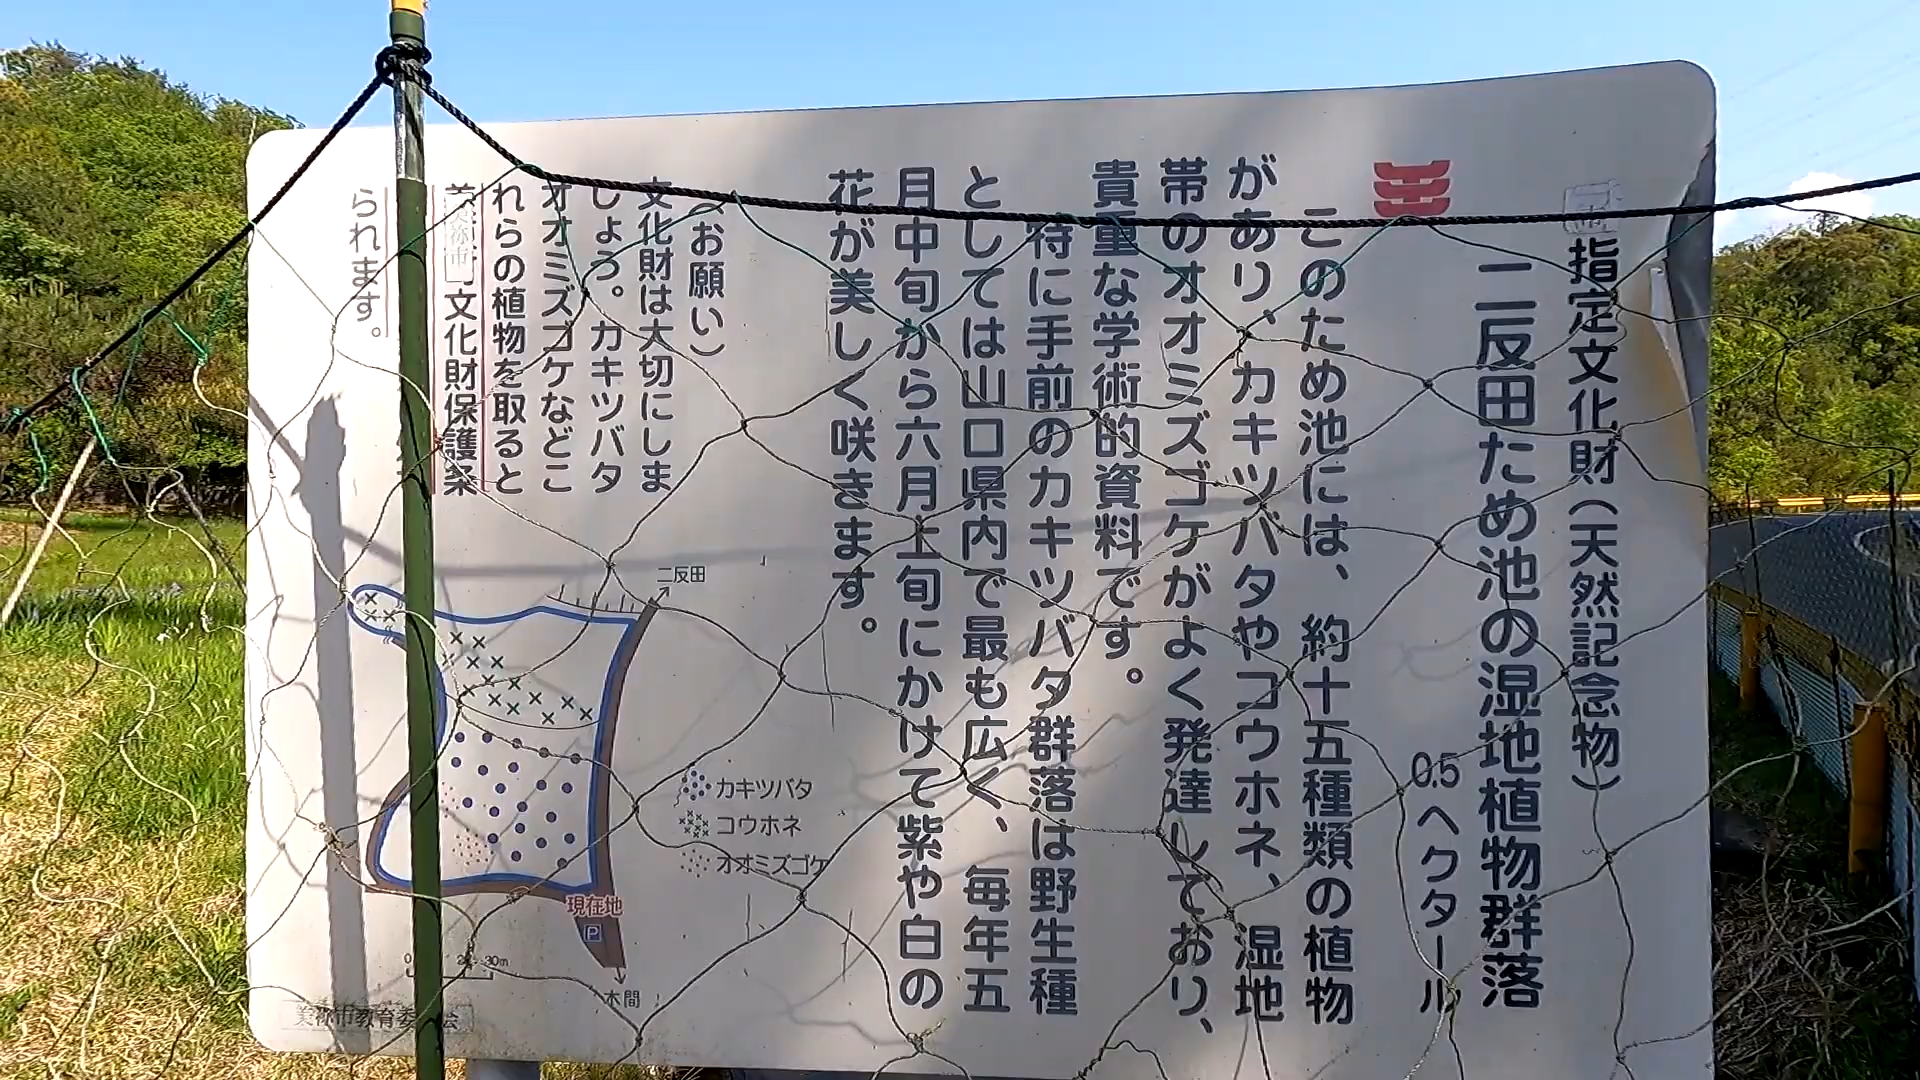 市指定文化財（天然記念物）
二反田ため池の湿地植物群落
0.5ヘクタール
このため池には、約十五種類の植物
があり、カキツバタやコウホネ、湿地
帯のオオミズゴケがよく発達しており、
貴重な学術的資料です。
特に手前のカキツバタ群落は野生種
としては山口県内で最も広く、毎年五
月中旬から六月上旬にかけて紫や白の
花が美しく咲きます。
（お願い）
文化財は大切にしま
しょう。カキツバタ
オオミズゴケなどこ
れらの植物を取ると
美祢市文化財保護条
られます。
二反田
カキツバタ
コウホネ
オオミズゴケ
現在地
P
0
30m
木間
美祢市教育委員会